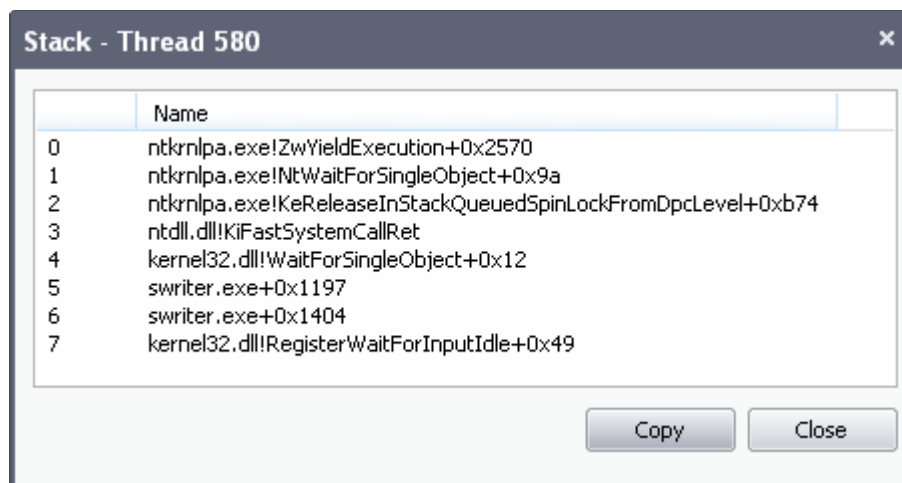 Stack - Thread 580
Name
0 ntkrnlpa.exe!ZwYieldExecution+0x2570
1 ntkrnlpa.exe!NtWaitForSingleObject+0x9a
2 ntkrnlpa.exe!KeReleaseInStackQueuedSpinLockFromDpcLevel+0xb74
3 ntdll.dll!KiFastSystemCallRet
4 kernel32.dll!WaitForSingleObject+0x12
5 swriter.exe+0x1197
6 swriter.exe+0x1404
7 kernel32.dll!RegisterWaitForInputIdle+0x49
Copy Close